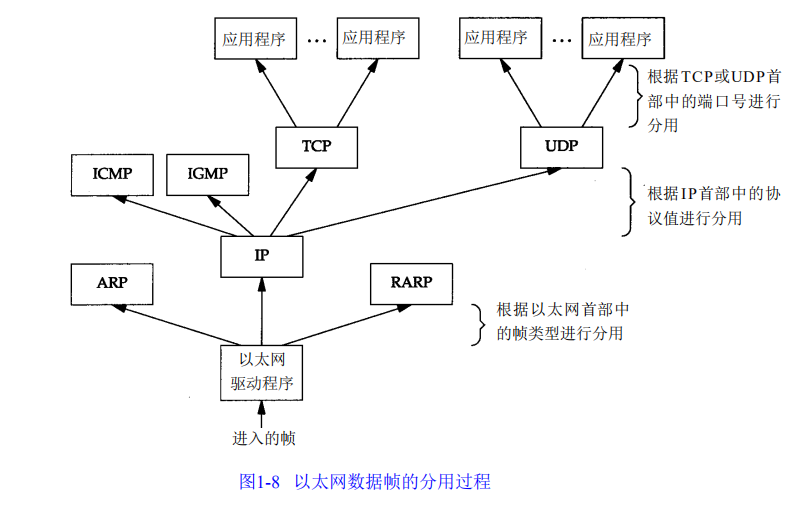 应用程序 … 应用程序 应用程序 … 应用程序
根据TCP或UDP首
部中的端口号进行
分用
TCP UDP
ICMP IGMP
根据IP首部中的协
议值进行分用
IP
ARP RARP
根据以太网首部中
的帧类型进行分用
以太网
驱动程序
进入的帧
图1-8 以太网数据帧的分用过程